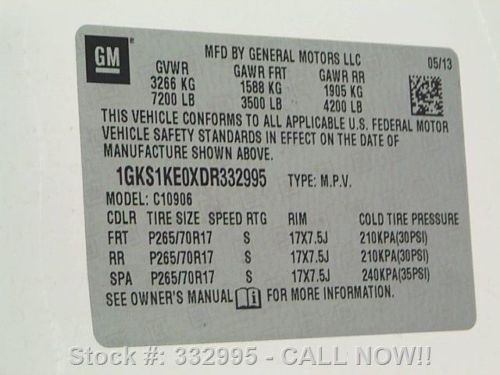 GM
MFD BY GENERAL MOTORS LLC
GVWR GAWR FRT GAWR RR 05/13
3266 KG 1588 KG 1905 KG
7200 LB 3500 LB 4200 LB
THIS VEHICLE CONFORMS TO ALL APPLICABLE U.S. FEDERAL MOTOR
VEHICLE SAFETY STANDARDS IN EFFECT ON THE DATE OF
MANUFACTURE SHOWN ABOVE.
1GKS1KE0XDR332995 TYPE: M.P.V.
MODEL: C10906
CDLR TIRE SIZE SPEED RTG RIM COLD TIRE PRESSURE
FRT P265/70R17 S 17X7.5J 210KPA(30PSI)
RR P265/70R17 S 17X7.5J 210KPA(30PSI)
SPA P265/70R17 S 17X7.5J 240KPA(35PSI)
SEE OWNER'S MANUAL i FOR MORE INFORMATION.
Stock #: 332995 - CALL NOW!!